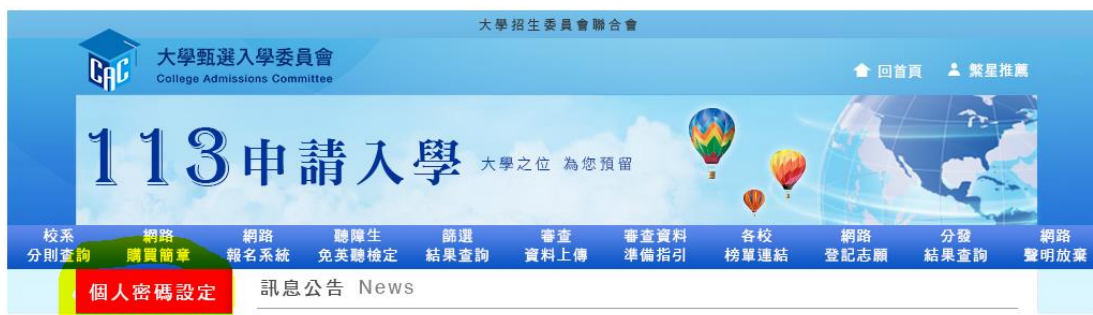 大學招生委員會聯合會
大學甄選入學委員會
College Admissions Committee
CAC
回首頁 繁星推薦
113申請入學 大學之位 為您預留
校系 網路 網路 聽障生 篩選 審查 審查資料 各校 網路 分發 網路
分則查詢 購買簡章 報名系統 免英聽檢定 結果查詢 資料上傳 準備指引 榜單連結 登記志願 結果查詢 聲明放棄
個人密碼設定 訊息公告 News